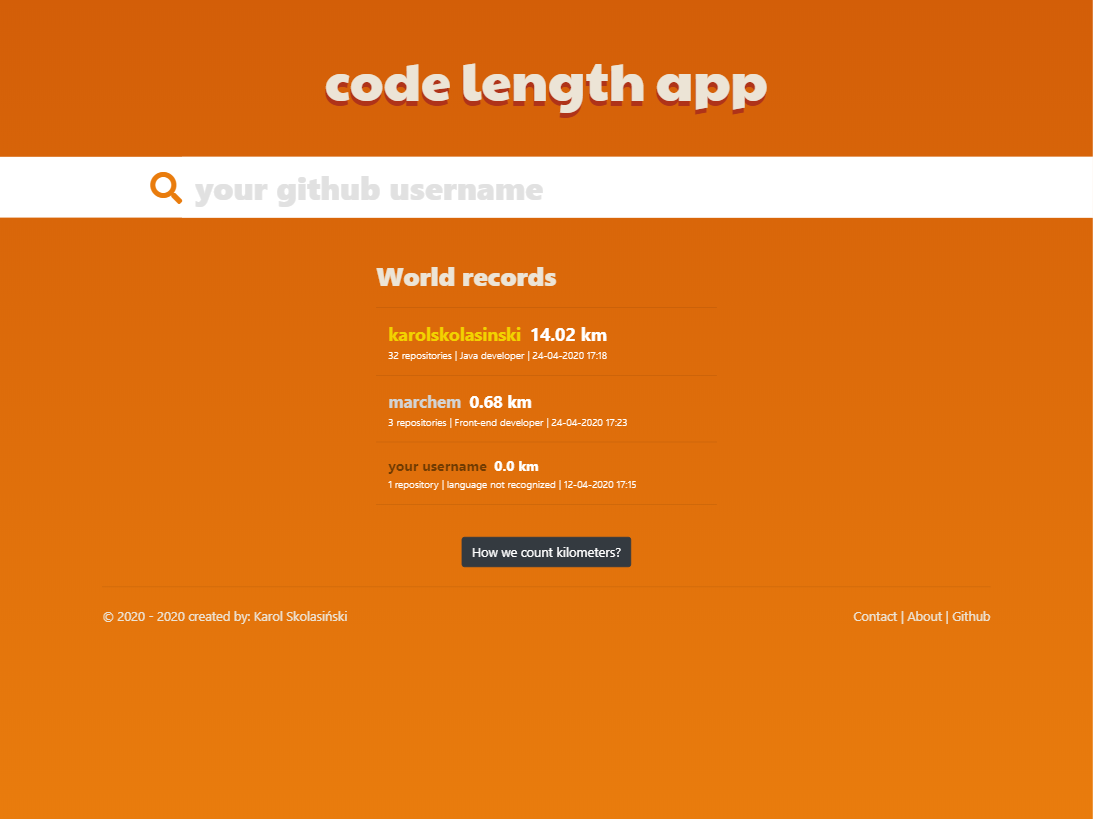 code length app
your github username
World records
karolskolasinski 14.02 km
32 repositories | Java developer | 24-04-2020 17:18
marchem 0.68 km
3 repositories | Front-end developer | 24-04-2020 17:23
your username 0.0 km
1 repository | language not recognized | 12-04-2020 17:15
How we count kilometers?
© 2020 - 2020 created by: Karol Skolasiński
Contact | About | Github